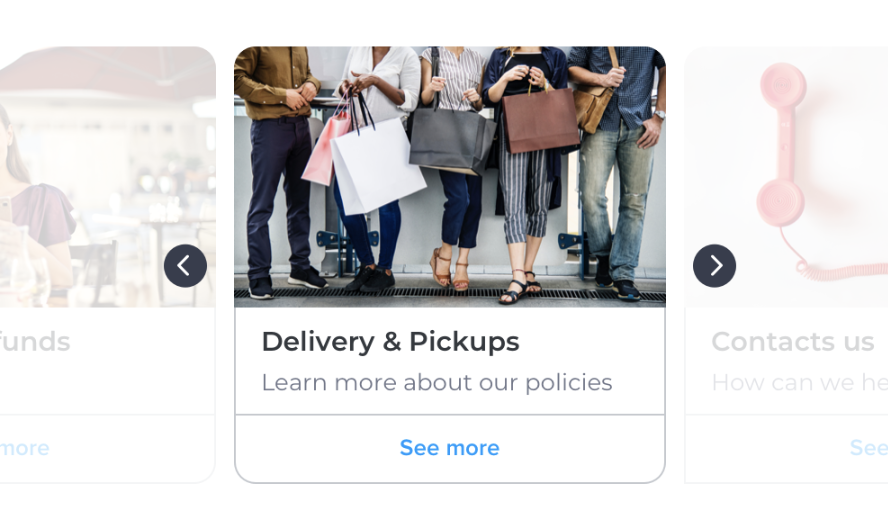 funds
more
Delivery & Pickups
Learn more about our policies
See more
Contacts us
How can we he
See